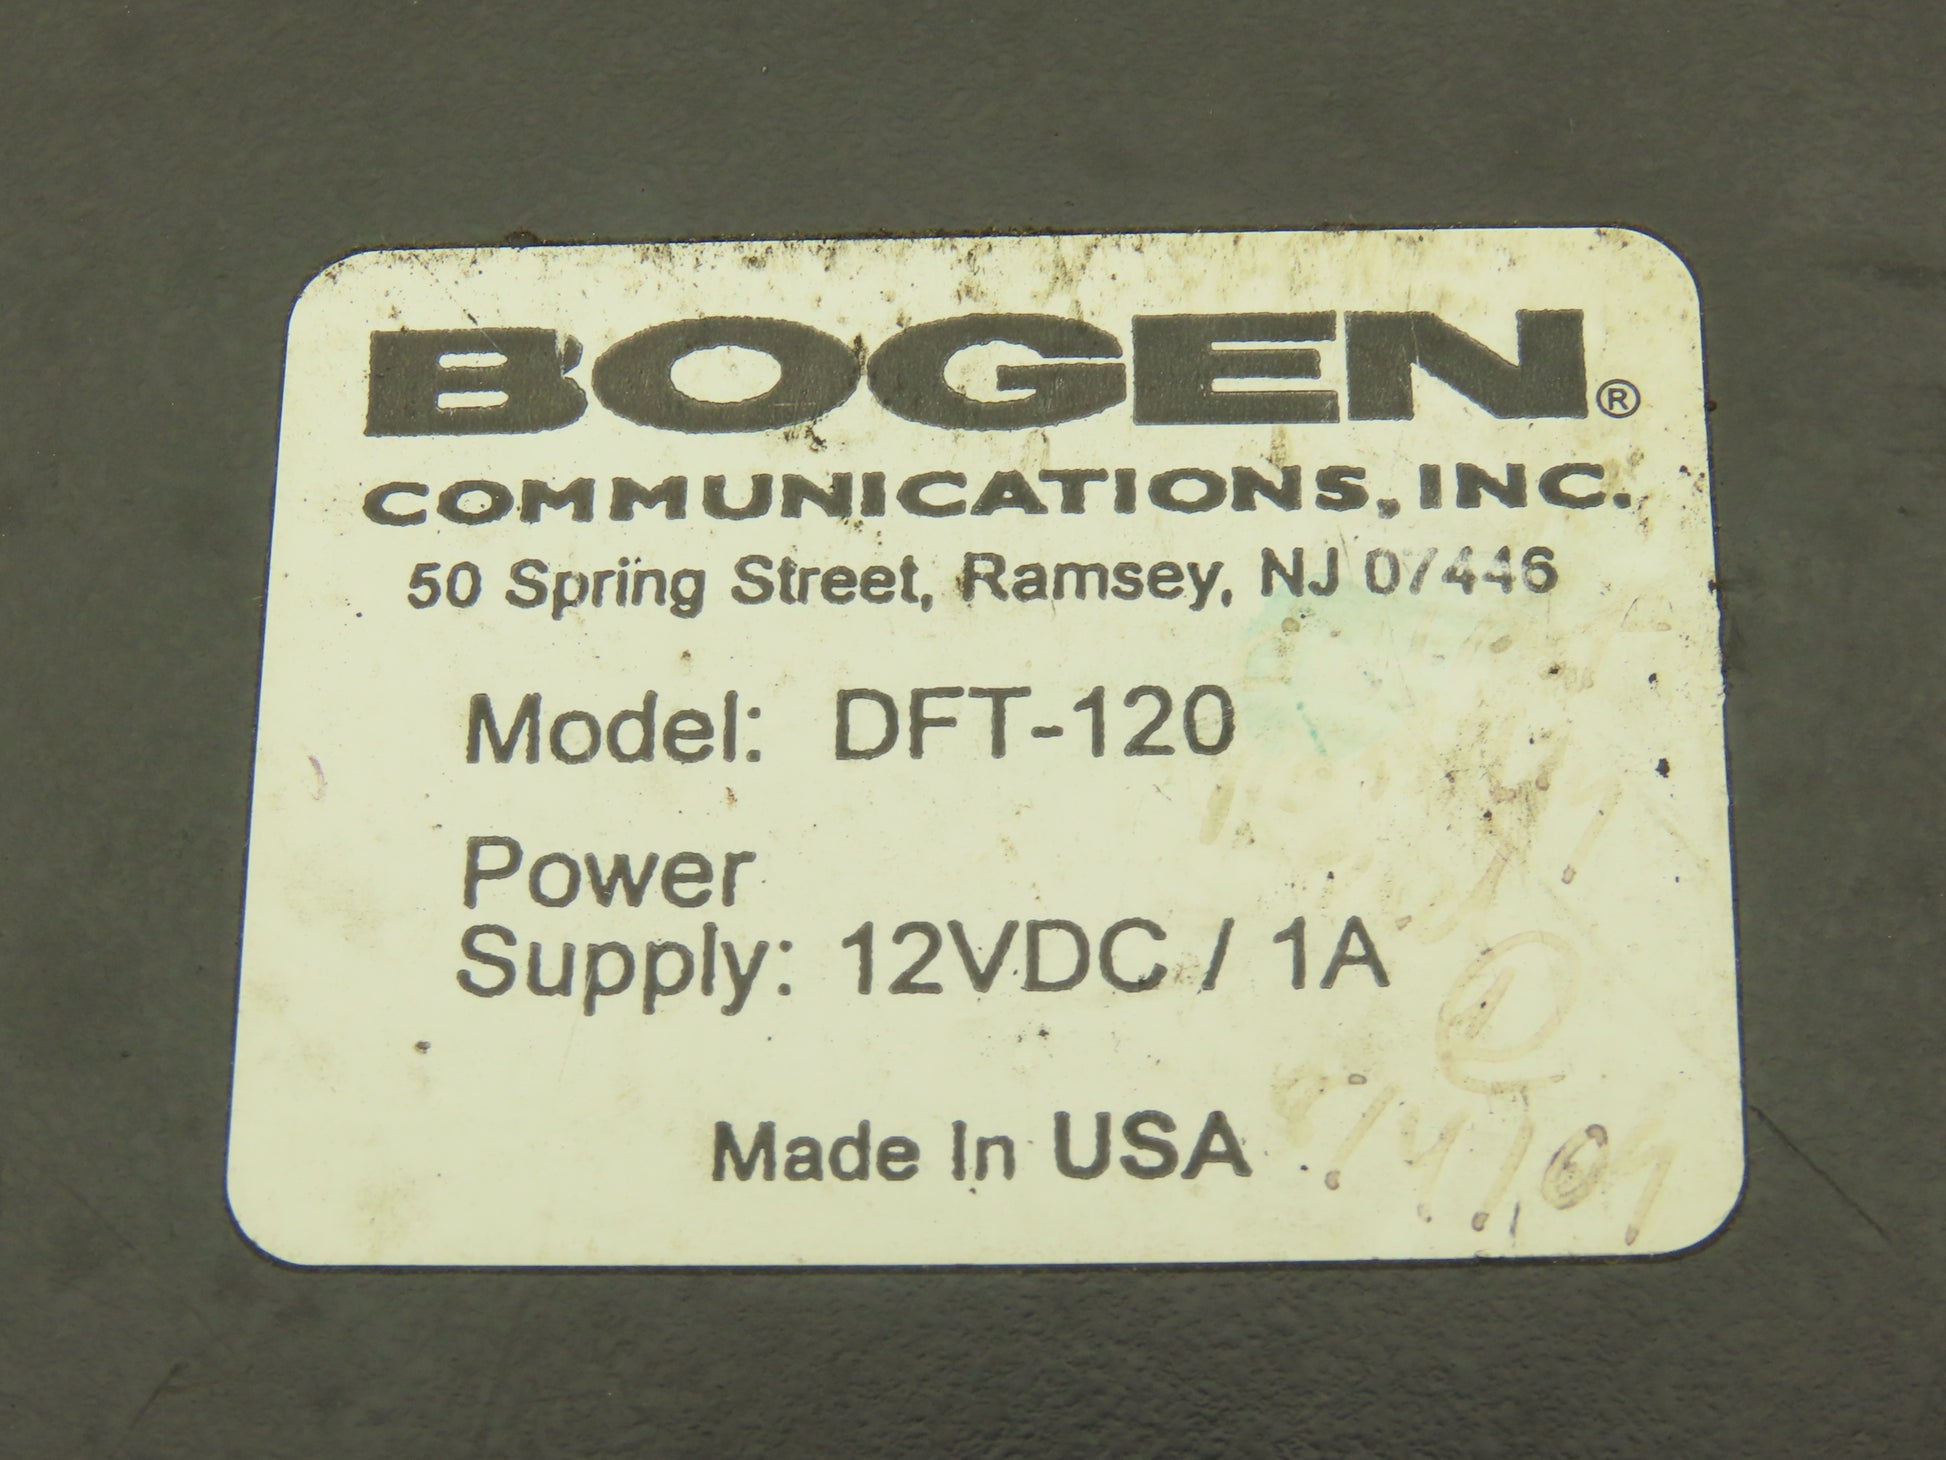 BOGEN®
COMMUNICATIONS, INC.
50 Spring Street, Ramsey, NJ 07446
Model: DFT-120
Power
Supply: 12VDC / 1A
Made In USA